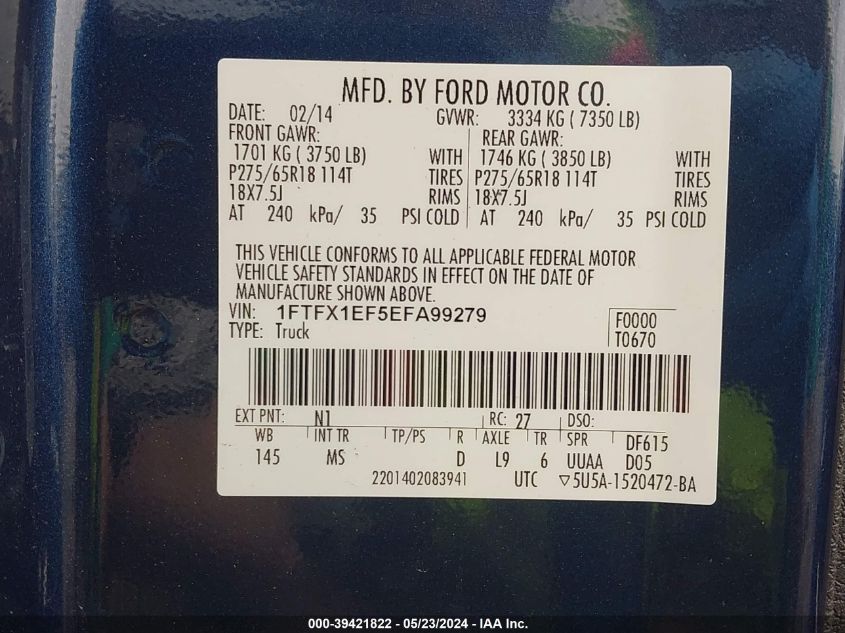 MFD. BY FORD MOTOR CO.
DATE: 02/14 GVWR: 3334 KG ( 7350 LB)
FRONT GAWR: REAR GAWR:
1701 KG ( 3750 LB) WITH 1746 KG ( 3850 LB) WITH
P275/65R18 114T TIRES P275/65R18 114T TIRES
18X7.5J RIMS 18X7.5J RIMS
AT 240 kPa/ 35 PSI COLD AT 240 kPa/ 35 PSI COLD
THIS VEHICLE CONFORMS TO ALL APPLICABLE FEDERAL MOTOR
VEHICLE SAFETY STANDARDS IN EFFECT ON THE DATE OF
MANUFACTURE SHOWN ABOVE.
VIN: 1FTFX1EF5EFA99279 F0000
TYPE: Truck T0670
EXT PNT: N1 RC: 27 DSO:
WB INT TR TP/PS R AXLE TR SPR DF615
145 MS D L9 6 UUAA D05
2201402083941 UTC ▽5U5A-1520472-BA
000-39421822 - 05/23/2024 - IAA Inc.